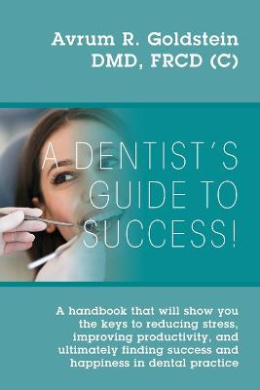 Avrum R. Goldstein
DMD, FRCD (C)
A DENTIST'S
GUIDE TO
SUCCESS!
A handbook that will show you
the keys to reducing stress,
improving productivity, and
ultimately finding success and
happiness in dental practice